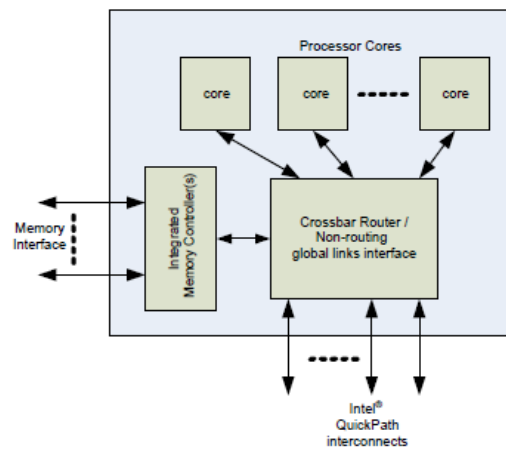 Processor Cores
core
core
core
Memory
Interface
Integrated
Memory Controller(s)
Crossbar Router /
Non-routing
global links interface
Intel®
QuickPath
interconnects